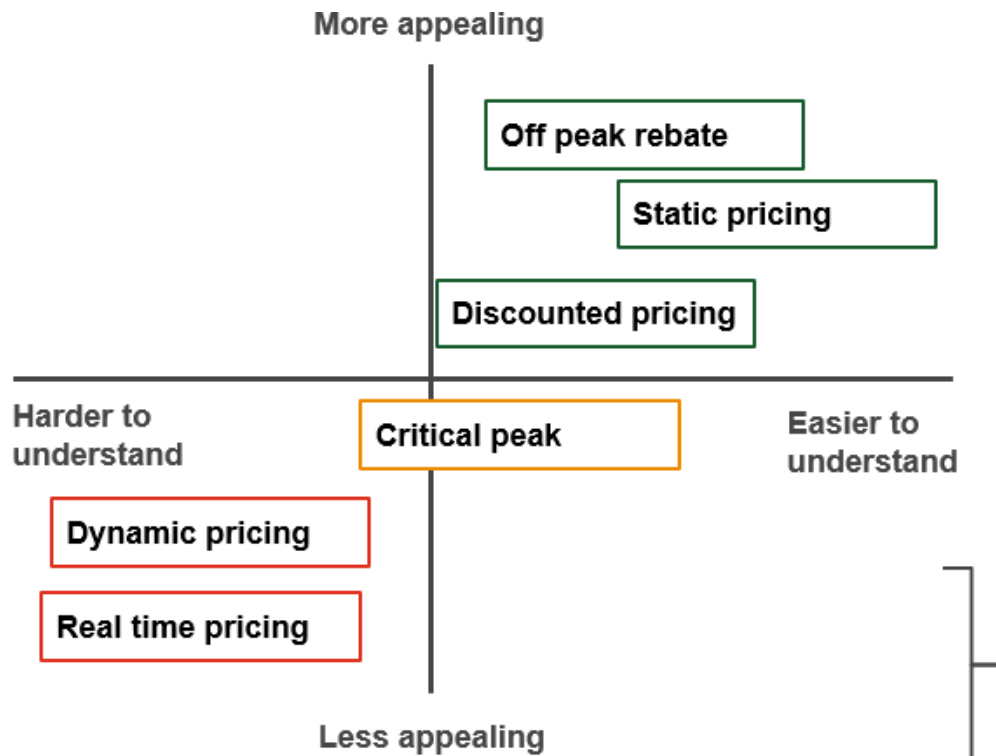 More appealing
Off peak rebate
Static pricing
Discounted pricing
Harder to
understand
Critical peak
Easier to
understand
Dynamic pricing
Real time pricing
Less appealing